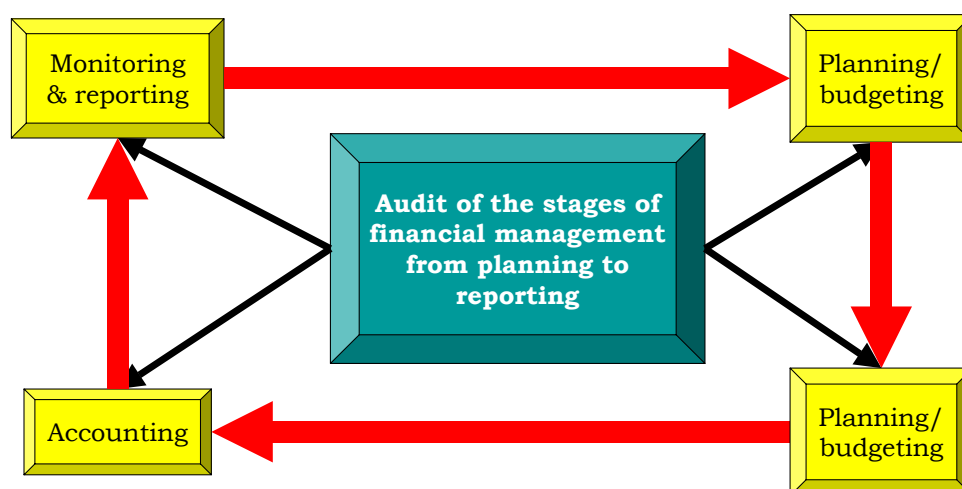 Monitoring
& reporting
Planning/
budgeting
Audit of the stages of
financial management
from planning to
reporting
Accounting
Planning/
budgeting